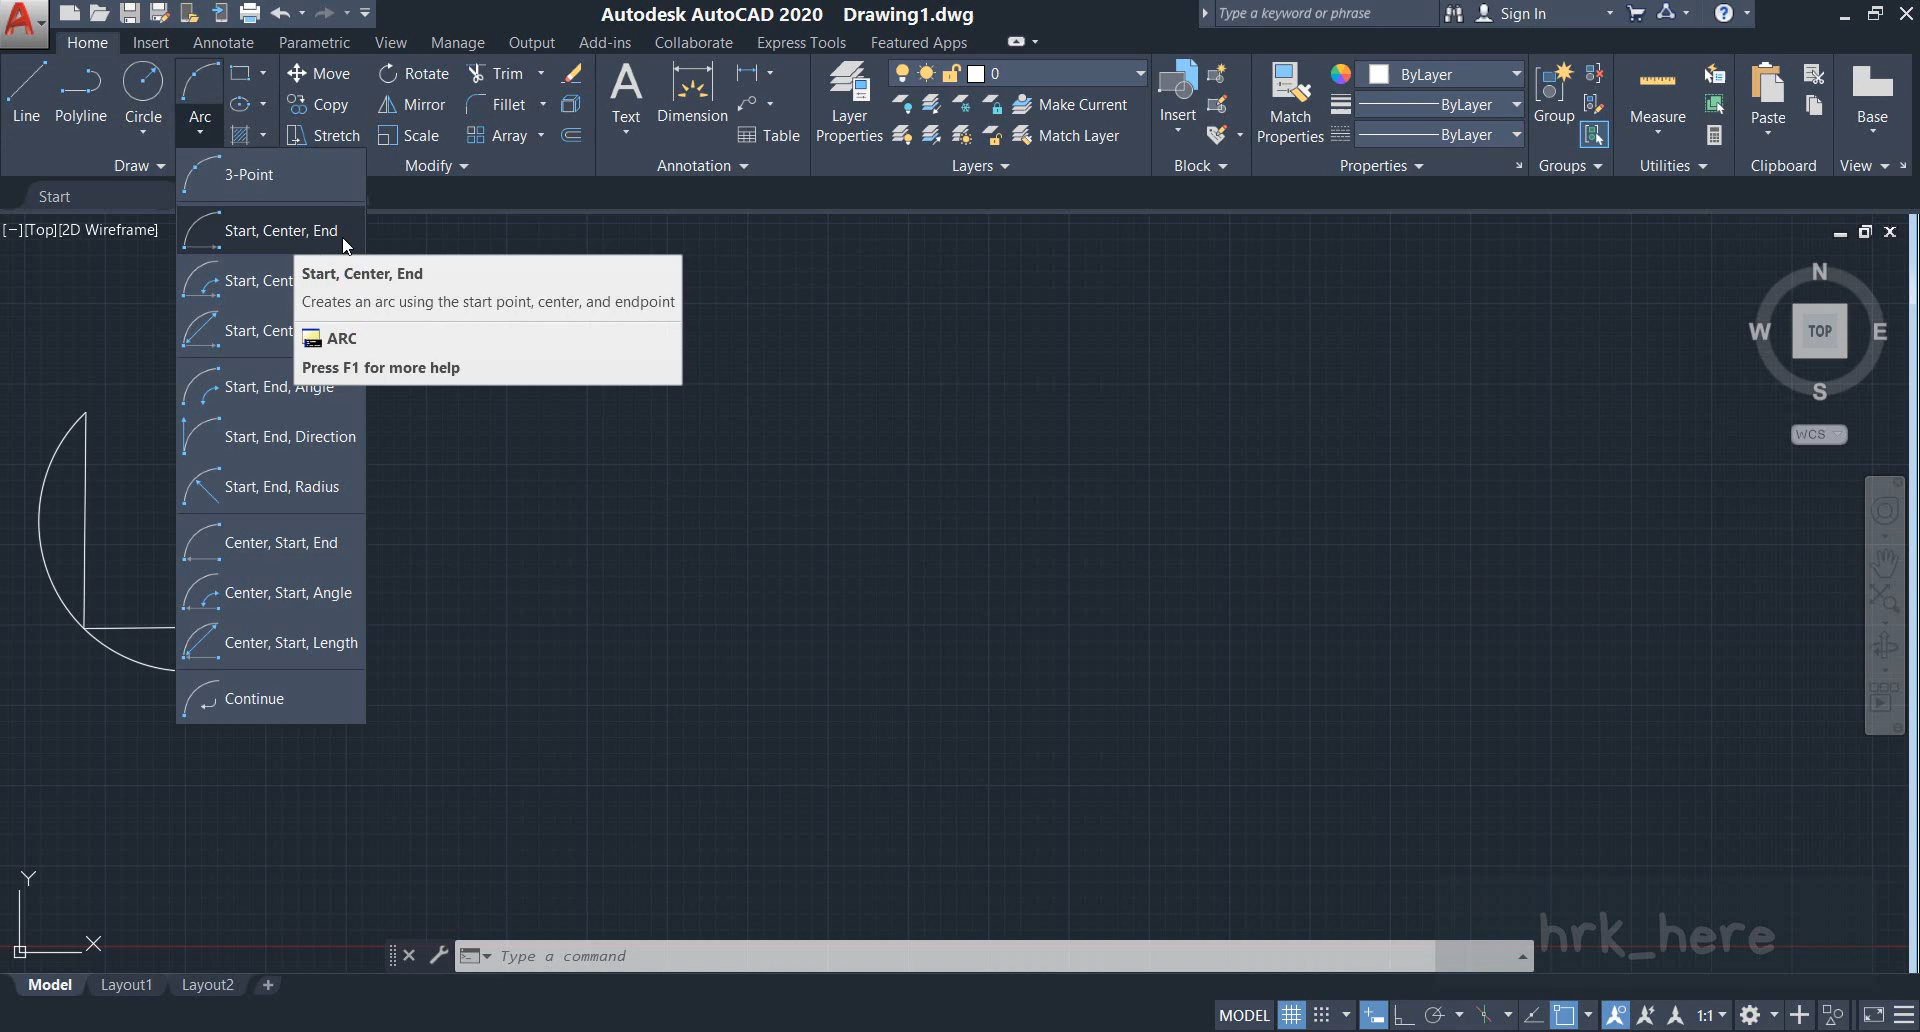 Autodesk AutoCAD 2020 Drawing1.dwg
Type a keyword or phrase
Sign In
Home Insert Annotate Parametric View Manage Output Add-ins Collaborate Express Tools Featured Apps
Line Polyline Circle Arc
Move Rotate Trim
Copy Mirror Fillet
Stretch Scale Array
Text Dimension
Table
Layer Properties
0
Make Current
Match Layer
Insert
Match Properties
ByLayer
ByLayer
ByLayer
Group
Measure
Paste
Base
Draw Modify Annotation Layers Block Properties Groups Utilities Clipboard View
Start
[−][Top][2D Wireframe]
3-Point
Start, Center, End
Start, Cent
Start, Cent
Start, End, Angle
Start, End, Direction
Start, End, Radius
Center, Start, End
Center, Start, Angle
Center, Start, Length
Continue
Start, Center, End
Creates an arc using the start point, center, and endpoint
ARC
Press F1 for more help
N
W TOP E
S
WCS
Y
X
Type a command
hrk_here
Model Layout1 Layout2 +
MODEL 1:1